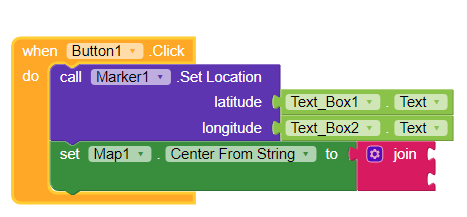 when Button1 .Click
do call Marker1 .Set Location
latitude Text_Box1 . Text
longitude Text_Box2 . Text
set Map1 . Center From String to join